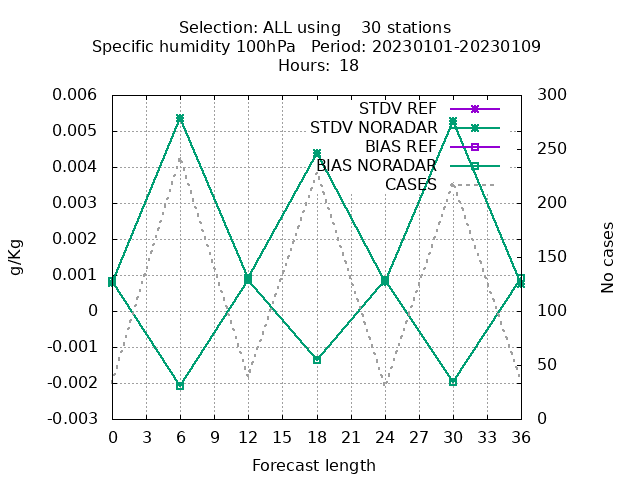 Selection: ALL using    30 stations
Specific humidity 100hPa   Period: 20230101-20230109
Hours: 18
0.006
0.005
0.004
0.003
0.002
0.001
0
-0.001
-0.002
-0.003
g/Kg
STDV REF
STDV NORADAR
BIAS REF
BIAS NORADAR
CASES
300
250
200
150
100
50
0
No cases
0 3 6 9 12 15 18 21 24 27 30 33 36
Forecast length